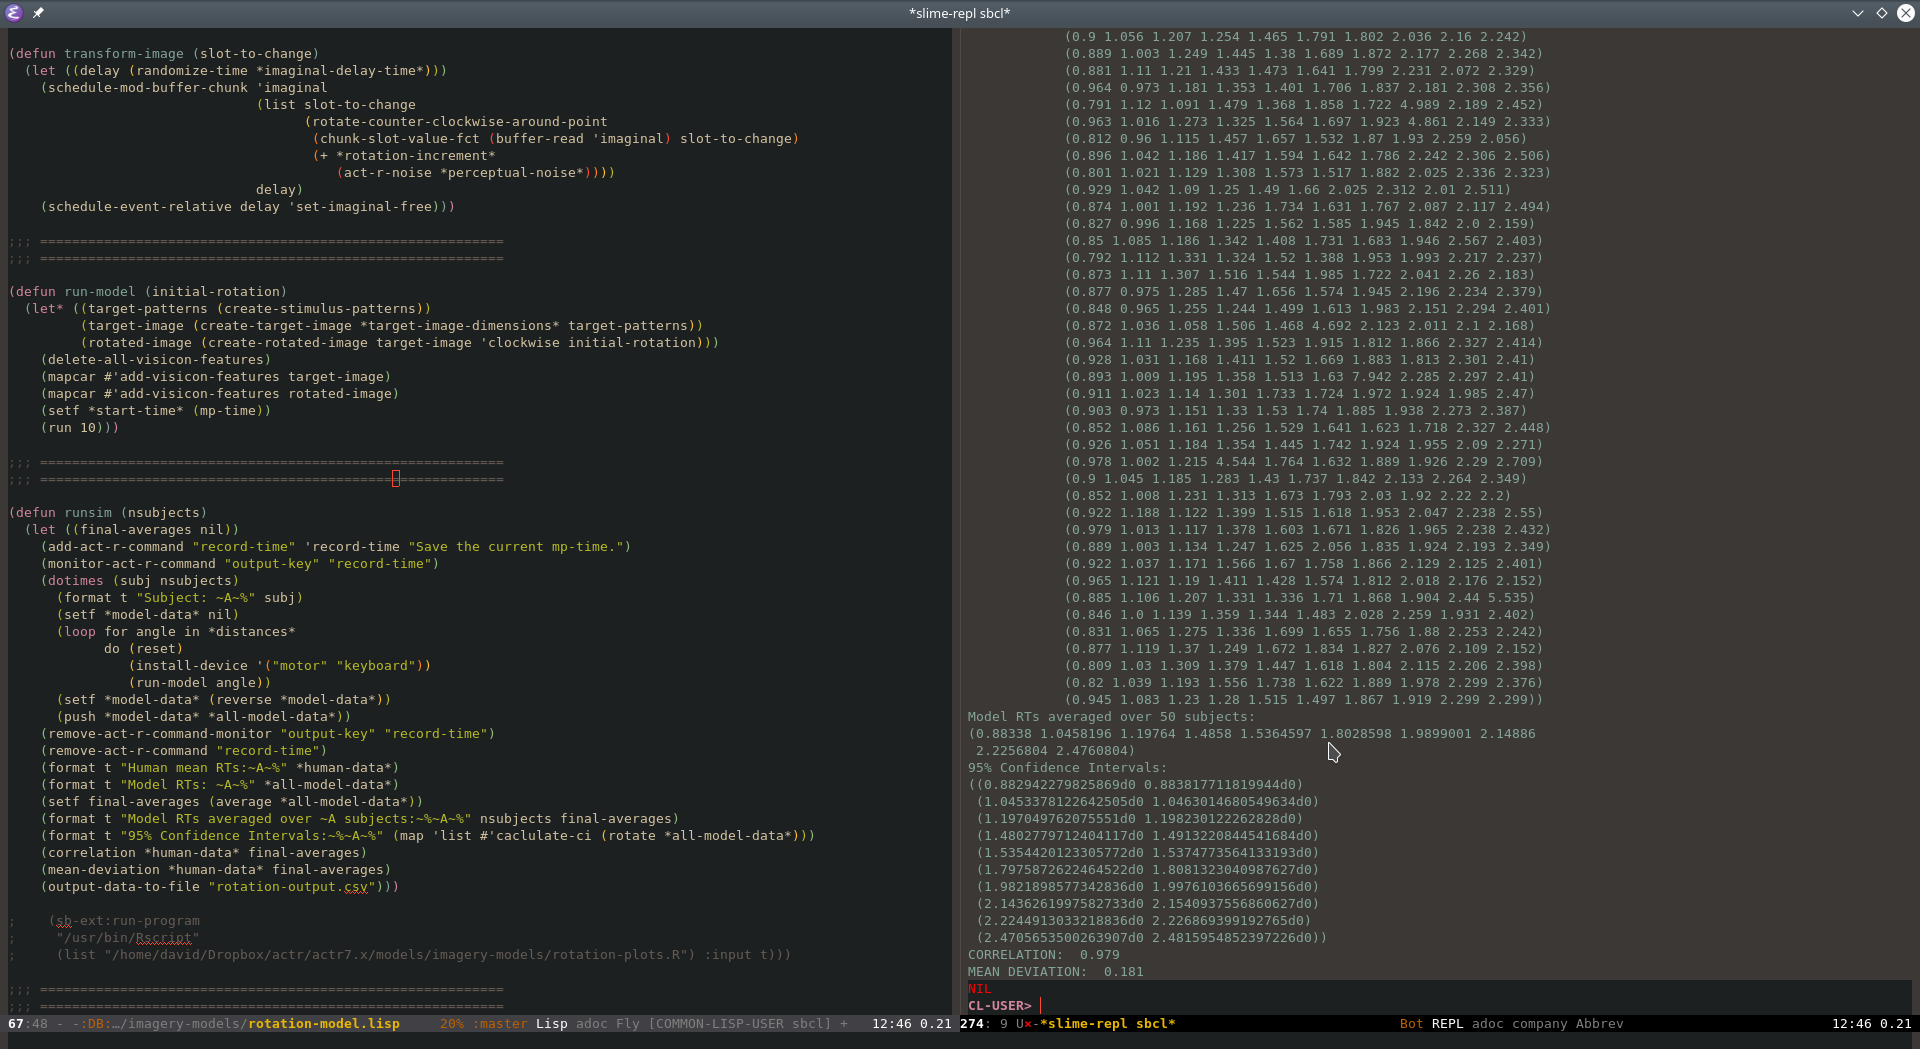 *slime-repl sbcl*
(defun transform-image (slot-to-change)
  (let ((delay (randomize-time *imaginal-delay-time*)))
    (schedule-mod-buffer-chunk 'imaginal
                               (list slot-to-change
                                     (rotate-counter-clockwise-around-point
                                      (chunk-slot-value-fct (buffer-read 'imaginal) slot-to-change)
                                      (+ *rotation-increment*
                                         (act-r-noise *perceptual-noise*))))
                               delay)
    (schedule-event-relative delay 'set-imaginal-free)))
;;; ==========================================================
;;; ==========================================================
(defun run-model (initial-rotation)
  (let* ((target-patterns (create-stimulus-patterns))
         (target-image (create-target-image *target-image-dimensions* target-patterns))
         (rotated-image (create-rotated-image target-image 'clockwise initial-rotation)))
    (delete-all-visicon-features)
    (mapcar #'add-visicon-features target-image)
    (mapcar #'add-visicon-features rotated-image)
    (setf *start-time* (mp-time))
    (run 10)))
;;; ==========================================================
;;; ==========================================================
(defun runsim (nsubjects)
  (let ((final-averages nil))
    (add-act-r-command "record-time" 'record-time "Save the current mp-time.")
    (monitor-act-r-command "output-key" "record-time")
    (dotimes (subj nsubjects)
      (format t "Subject: ~A~%" subj)
      (setf *model-data* nil)
      (loop for angle in *distances*
            do (reset)
               (install-device '("motor" "keyboard"))
               (run-model angle))
      (setf *model-data* (reverse *model-data*))
      (push *model-data* *all-model-data*))
    (remove-act-r-command-monitor "output-key" "record-time")
    (remove-act-r-command "record-time")
    (format t "Human mean RTs:~A~%" *human-data*)
    (format t "Model RTs: ~A~%" *all-model-data*)
    (setf final-averages (average *all-model-data*))
    (format t "Model RTs averaged over ~A subjects:~%~A~%" nsubjects final-averages)
    (format t "95% Confidence Intervals:~%~A~%" (map 'list #'caclulate-ci (rotate *all-model-data*)))
    (correlation *human-data* final-averages)
    (mean-deviation *human-data* final-averages)
    (output-data-to-file "rotation-output.csv")))
;    (sb-ext:run-program
;     "/usr/bin/Rscript"
;     (list "/home/david/Dropbox/actr/actr7.x/models/imagery-models/rotation-plots.R") :input t)))
;;; ==========================================================
;;; ==========================================================
67:48 - -:DB:…/imagery-models/rotation-model.lisp     20% :master Lisp adoc Fly [COMMON-LISP-USER sbcl] +   12:46 0.21
(0.9 1.056 1.207 1.254 1.465 1.791 1.802 2.036 2.16 2.242)
(0.889 1.003 1.249 1.445 1.38 1.689 1.872 2.177 2.268 2.342)
(0.881 1.11 1.21 1.433 1.473 1.641 1.799 2.231 2.072 2.329)
(0.964 0.973 1.181 1.353 1.401 1.706 1.837 2.181 2.308 2.356)
(0.791 1.12 1.091 1.479 1.368 1.858 1.722 4.989 2.189 2.452)
(0.963 1.016 1.273 1.325 1.564 1.697 1.923 4.861 2.149 2.333)
(0.812 0.96 1.115 1.457 1.657 1.532 1.87 1.93 2.259 2.056)
(0.896 1.042 1.186 1.417 1.594 1.642 1.786 2.242 2.306 2.506)
(0.801 1.021 1.129 1.308 1.573 1.517 1.882 2.025 2.336 2.323)
(0.929 1.042 1.09 1.25 1.49 1.66 2.025 2.312 2.01 2.511)
(0.874 1.001 1.192 1.236 1.734 1.631 1.767 2.087 2.117 2.494)
(0.827 0.996 1.168 1.225 1.562 1.585 1.945 1.842 2.0 2.159)
(0.85 1.085 1.186 1.342 1.408 1.731 1.683 1.946 2.567 2.403)
(0.792 1.112 1.331 1.324 1.52 1.388 1.953 1.993 2.217 2.237)
(0.873 1.11 1.307 1.516 1.544 1.985 1.722 2.041 2.26 2.183)
(0.877 0.975 1.285 1.47 1.656 1.574 1.945 2.196 2.234 2.379)
(0.848 0.965 1.255 1.244 1.499 1.613 1.983 2.151 2.294 2.401)
(0.872 1.036 1.058 1.506 1.468 4.692 2.123 2.011 2.1 2.168)
(0.964 1.11 1.235 1.395 1.523 1.915 1.812 1.866 2.327 2.414)
(0.928 1.031 1.168 1.411 1.52 1.669 1.883 1.813 2.301 2.41)
(0.893 1.009 1.195 1.358 1.513 1.63 7.942 2.285 2.297 2.41)
(0.911 1.023 1.14 1.301 1.733 1.724 1.972 1.924 1.985 2.47)
(0.903 0.973 1.151 1.33 1.53 1.74 1.885 1.938 2.273 2.387)
(0.852 1.086 1.161 1.256 1.529 1.641 1.623 1.718 2.327 2.448)
(0.926 1.051 1.184 1.354 1.445 1.742 1.924 1.955 2.09 2.271)
(0.978 1.002 1.215 4.544 1.764 1.632 1.889 1.926 2.29 2.709)
(0.9 1.045 1.185 1.283 1.43 1.737 1.842 2.133 2.264 2.349)
(0.852 1.008 1.231 1.313 1.673 1.793 2.03 1.92 2.22 2.2)
(0.922 1.188 1.122 1.399 1.515 1.618 1.953 2.047 2.238 2.55)
(0.979 1.013 1.117 1.378 1.603 1.671 1.826 1.965 2.238 2.432)
(0.889 1.003 1.134 1.247 1.625 2.056 1.835 1.924 2.193 2.349)
(0.922 1.037 1.171 1.566 1.67 1.758 1.866 2.129 2.125 2.401)
(0.965 1.121 1.19 1.411 1.428 1.574 1.812 2.018 2.176 2.152)
(0.885 1.106 1.207 1.331 1.336 1.71 1.868 1.904 2.44 5.535)
(0.846 1.0 1.139 1.359 1.344 1.483 2.028 2.259 1.931 2.402)
(0.831 1.065 1.275 1.336 1.699 1.655 1.756 1.88 2.253 2.242)
(0.877 1.119 1.37 1.249 1.672 1.834 1.827 2.076 2.109 2.152)
(0.809 1.03 1.309 1.379 1.447 1.618 1.804 2.115 2.206 2.398)
(0.82 1.039 1.193 1.556 1.738 1.622 1.889 1.978 2.299 2.376)
(0.945 1.083 1.23 1.28 1.515 1.497 1.867 1.919 2.299 2.299))
Model RTs averaged over 50 subjects:
(0.88338 1.0458196 1.19764 1.4858 1.5364597 1.8028598 1.9899001 2.14886
 2.2256804 2.4760804)
95% Confidence Intervals:
((0.882942279825869d0 0.883817711819944d0)
 (1.0453378122642505d0 1.0463014680549634d0)
 (1.197049762075551d0 1.198230122262828d0)
 (1.4802779712404117d0 1.4913220844541684d0)
 (1.5354420123305772d0 1.5374773564133193d0)
 (1.7975872622464522d0 1.8081323040987627d0)
 (1.9821898577342836d0 1.9976103665699156d0)
 (2.1436261997582733d0 2.1540937556860627d0)
 (2.2244913033218836d0 2.226869399192765d0)
 (2.4705653500263907d0 2.4815954852397226d0))
CORRELATION:  0.979
MEAN DEVIATION:  0.181
NIL
CL-USER>
274: 9 U×-*slime-repl sbcl*     Bot REPL adoc company Abbrev     12:46 0.21